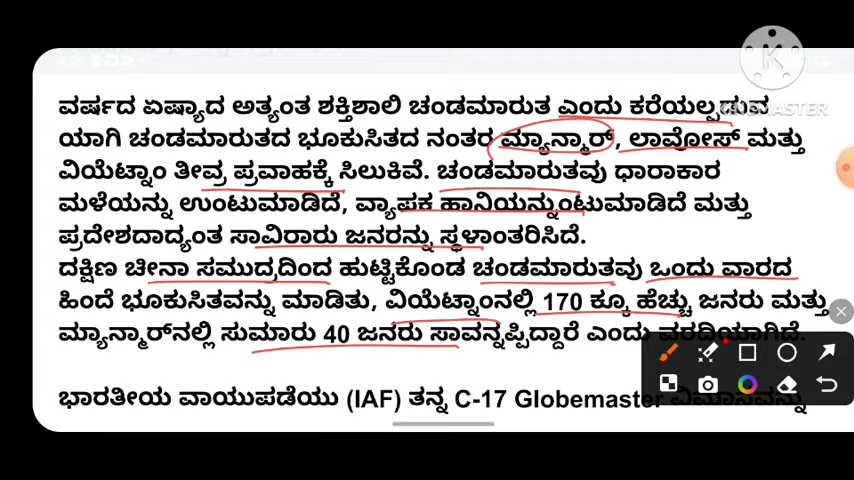 ವರ್ಷದ ಏಷ್ಯಾದ ಅತ್ಯಂತ ಶಕ್ತಿಶಾಲಿ ಚಂಡಮಾರುತ ಎಂದು ಕರೆಯಲ್ಪಡುವ
KINEMASTER
ಯಾಗಿ ಚಂಡಮಾರುತದ ಭೂಕುಸಿತದ ನಂತರ ಮ್ಯಾನ್ಮಾರ್, ಲಾವೋಸ್ ಮತ್ತು
ವಿಯೆಟ್ನಾಂ ತೀವ್ರ ಪ್ರವಾಹಕ್ಕೆ ಸಿಲುಕಿವೆ. ಚಂಡಮಾರುತವು ಧಾರಾಕಾರ
ಮಳೆಯನ್ನು ಉಂಟುಮಾಡಿದೆ, ವ್ಯಾಪಕ ಹಾನಿಯನ್ನುಂಟುಮಾಡಿದೆ ಮತ್ತು
ಪ್ರದೇಶದಾದ್ಯಂತ ಸಾವಿರಾರು ಜನರನ್ನು ಸ್ಥಳಾಂತರಿಸಿದೆ.
ದಕ್ಷಿಣ ಚೀನಾ ಸಮುದ್ರದಿಂದ ಹುಟ್ಟಿಕೊಂಡ ಚಂಡಮಾರುತವು ಒಂದು ವಾರದ
ಹಿಂದೆ ಭೂಕುಸಿತವನ್ನು ಮಾಡಿತು, ವಿಯೆಟ್ನಾಂನಲ್ಲಿ 170 ಕ್ಕೂ ಹೆಚ್ಚು ಜನರು ಮತ್ತು
ಮ್ಯಾನ್ಮಾರ್‌ನಲ್ಲಿ ಸುಮಾರು 40 ಜನರು ಸಾವನ್ನಪ್ಪಿದ್ದಾರೆ ಎಂದು ವರದಿಯಾಗಿದೆ.
ಭಾರತೀಯ ವಾಯುಪಡೆಯು (IAF) ತನ್ನ C-17 Globemaster ವಿಮಾನವನ್ನು